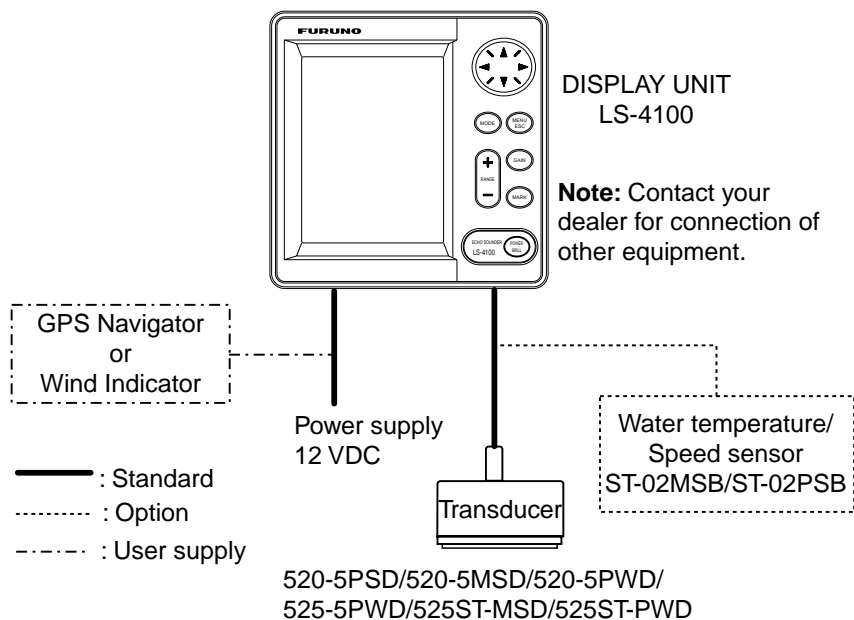 FURUNO
MODE
MENU
ESC
+
RANGE
−
GAIN
MARK
ECHO SOUNDER
LS-4100
POWER
BRILL
DISPLAY UNIT
LS-4100
Note: Contact your
dealer for connection of
other equipment.
GPS Navigator
or
Wind Indicator
Power supply
12 VDC
Water temperature/
Speed sensor
ST-02MSB/ST-02PSB
: Standard
: Option
: User supply
Transducer
520-5PSD/520-5MSD/520-5PWD/
525-5PWD/525ST-MSD/525ST-PWD